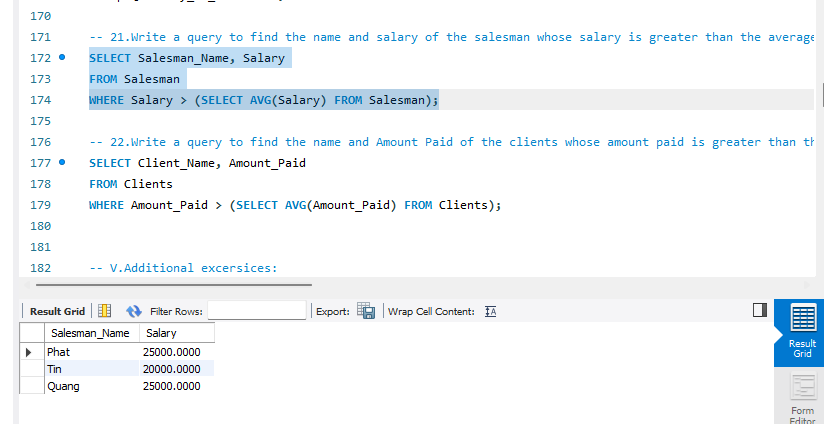 170
171 -- 21.Write a query to find the name and salary of the salesman whose salary is greater than the average
172 SELECT Salesman_Name, Salary
173 FROM Salesman
174 WHERE Salary > (SELECT AVG(Salary) FROM Salesman);
175
176 -- 22.Write a query to find the name and Amount Paid of the clients whose amount paid is greater than th
177 SELECT Client_Name, Amount_Paid
178 FROM Clients
179 WHERE Amount_Paid > (SELECT AVG(Amount_Paid) FROM Clients);
180
181
182 -- V.Additional excersices:
Result Grid Filter Rows: Export: Wrap Cell Content: IA
Salesman_Name Salary
Phat 25000.0000
Tin 20000.0000
Quang 25000.0000
Result
Grid
Form
Editor